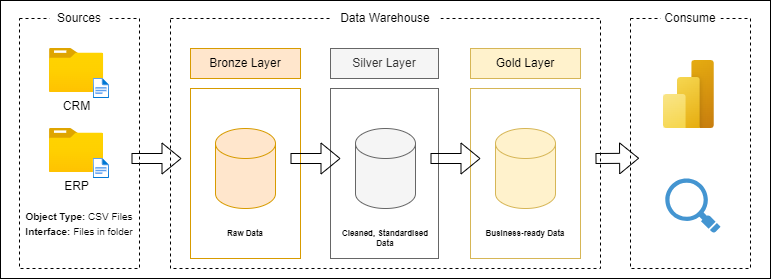 Sources
Data Warehouse
Consume
CRM
ERP
Object Type: CSV Files
Interface: Files in folder
Bronze Layer
Silver Layer
Gold Layer
Raw Data
Cleaned, Standardised
Data
Business-ready Data